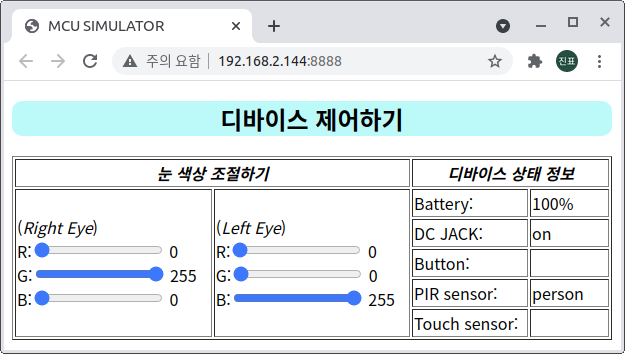 MCU SIMULATOR
주의 요함 192.168.2.144:8888
진표
디바이스 제어하기
눈 색상 조절하기
디바이스 상태 정보
(Right Eye)
R: 0
G: 255
B: 0
(Left Eye)
R: 0
G: 0
B: 255
Battery: 100%
DC JACK: on
Button:
PIR sensor: person
Touch sensor: